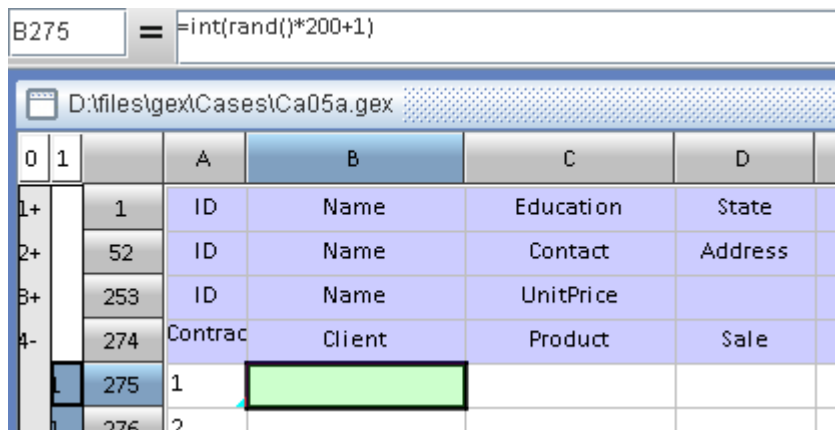 B275 = =int(rand()*200+1)
D:\files\gex\Cases\Ca05a.gex
0 1 A B C D
1+ 1 ID Name Education State
2+ 52 ID Name Contact Address
3+ 253 ID Name UnitPrice
4- 274 Contrac Client Product Sale
1 275 1
276 2